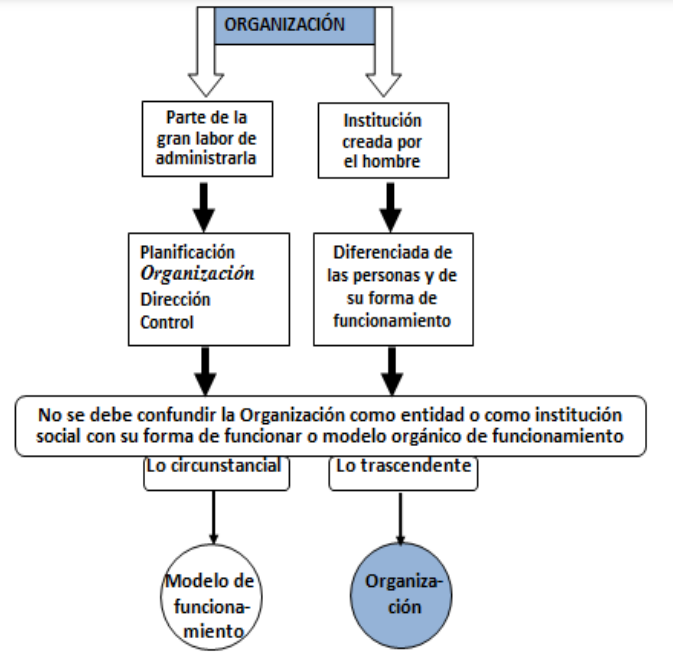 ORGANIZACIÓN
Parte de la
gran labor de
administrarla
Institución
creada por
el hombre
Planificación
Organización
Dirección
Control
Diferenciada de
las personas y de
su forma de
funcionamiento
No se debe confundir la Organización como entidad o como institución
social con su forma de funcionar o modelo orgánico de funcionamiento
Lo circunstancial
Lo trascendente
Modelo de
funciona-
miento
Organiza-
ción